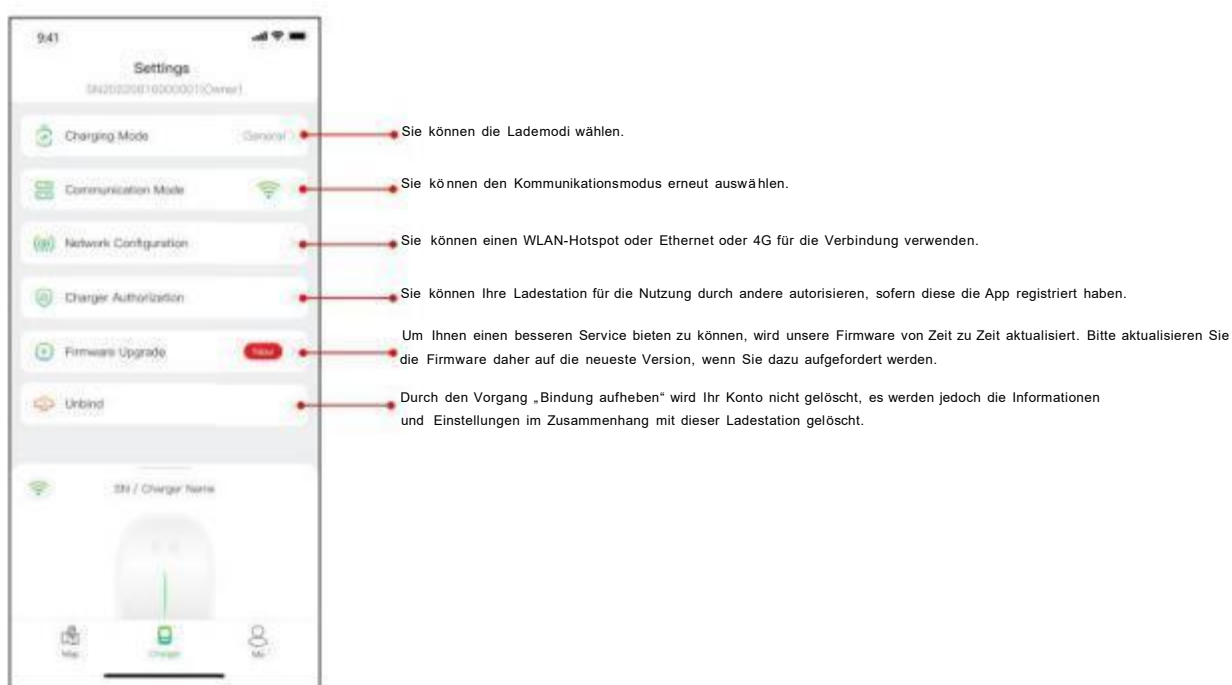 9:41
Settings
SN20220816000001(Owner)
Charging Mode General
Sie können die Lademodi wählen.
Communication Mode
Sie können den Kommunikationsmodus erneut auswählen.
Network Configuration
Sie können einen WLAN-Hotspot oder Ethernet oder 4G für die Verbindung verwenden.
Charger Authorization
Sie können Ihre Ladestation für die Nutzung durch andere autorisieren, sofern diese die App registriert haben.
Firmware Upgrade New
Um Ihnen einen besseren Service bieten zu können, wird unsere Firmware von Zeit zu Zeit aktualisiert. Bitte aktualisieren Sie
die Firmware daher auf die neueste Version, wenn Sie dazu aufgefordert werden.
Unbind
Durch den Vorgang „Bindung aufheben“ wird Ihr Konto nicht gelöscht, es werden jedoch die Informationen
und Einstellungen im Zusammenhang mit dieser Ladestation gelöscht.
SN / Charger Name
Map Charger Me